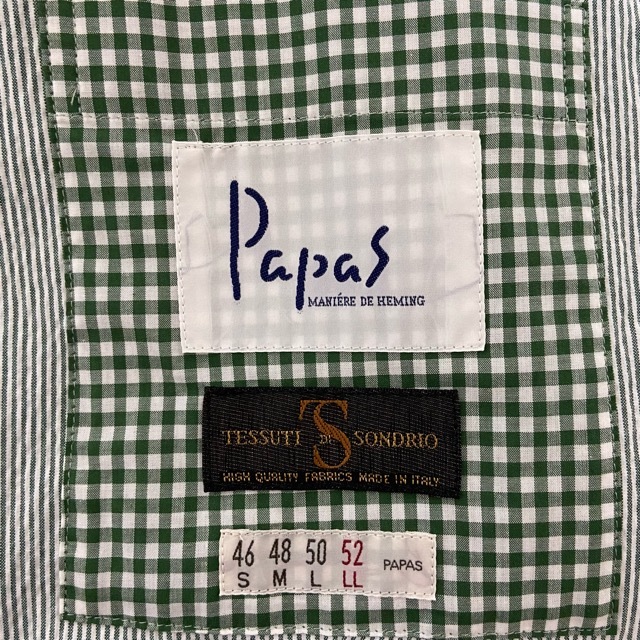 Papas
MANIÉRE DE HEMING
TS
TESSUTI DI SONDRIO
HIGH QUALITY FABRICS MADE IN ITALY
46 48 50 52
S M L LL PAPAS